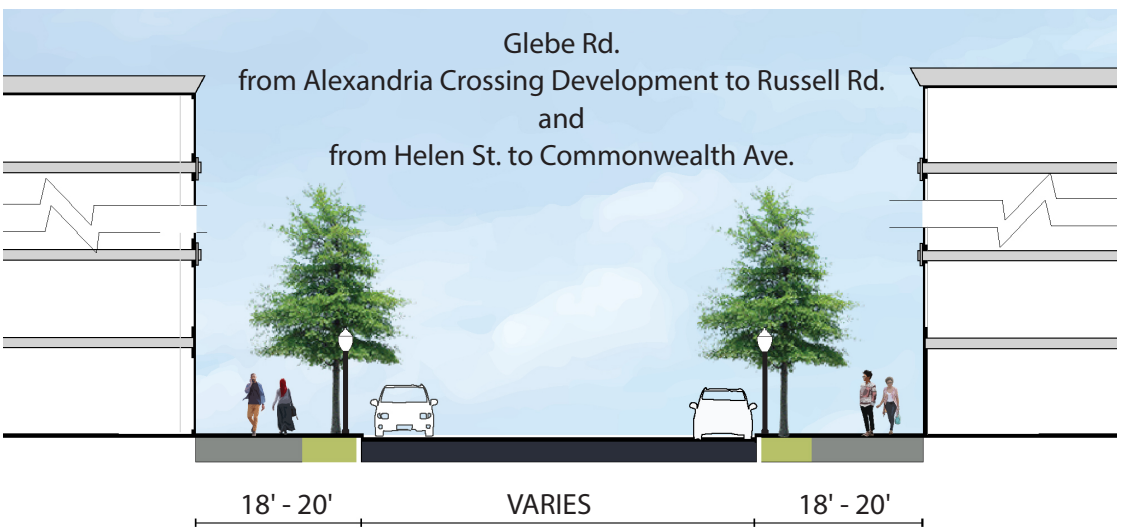 Glebe Rd.
from Alexandria Crossing Development to Russell Rd.
and
from Helen St. to Commonwealth Ave.
18' - 20' VARIES 18' - 20'